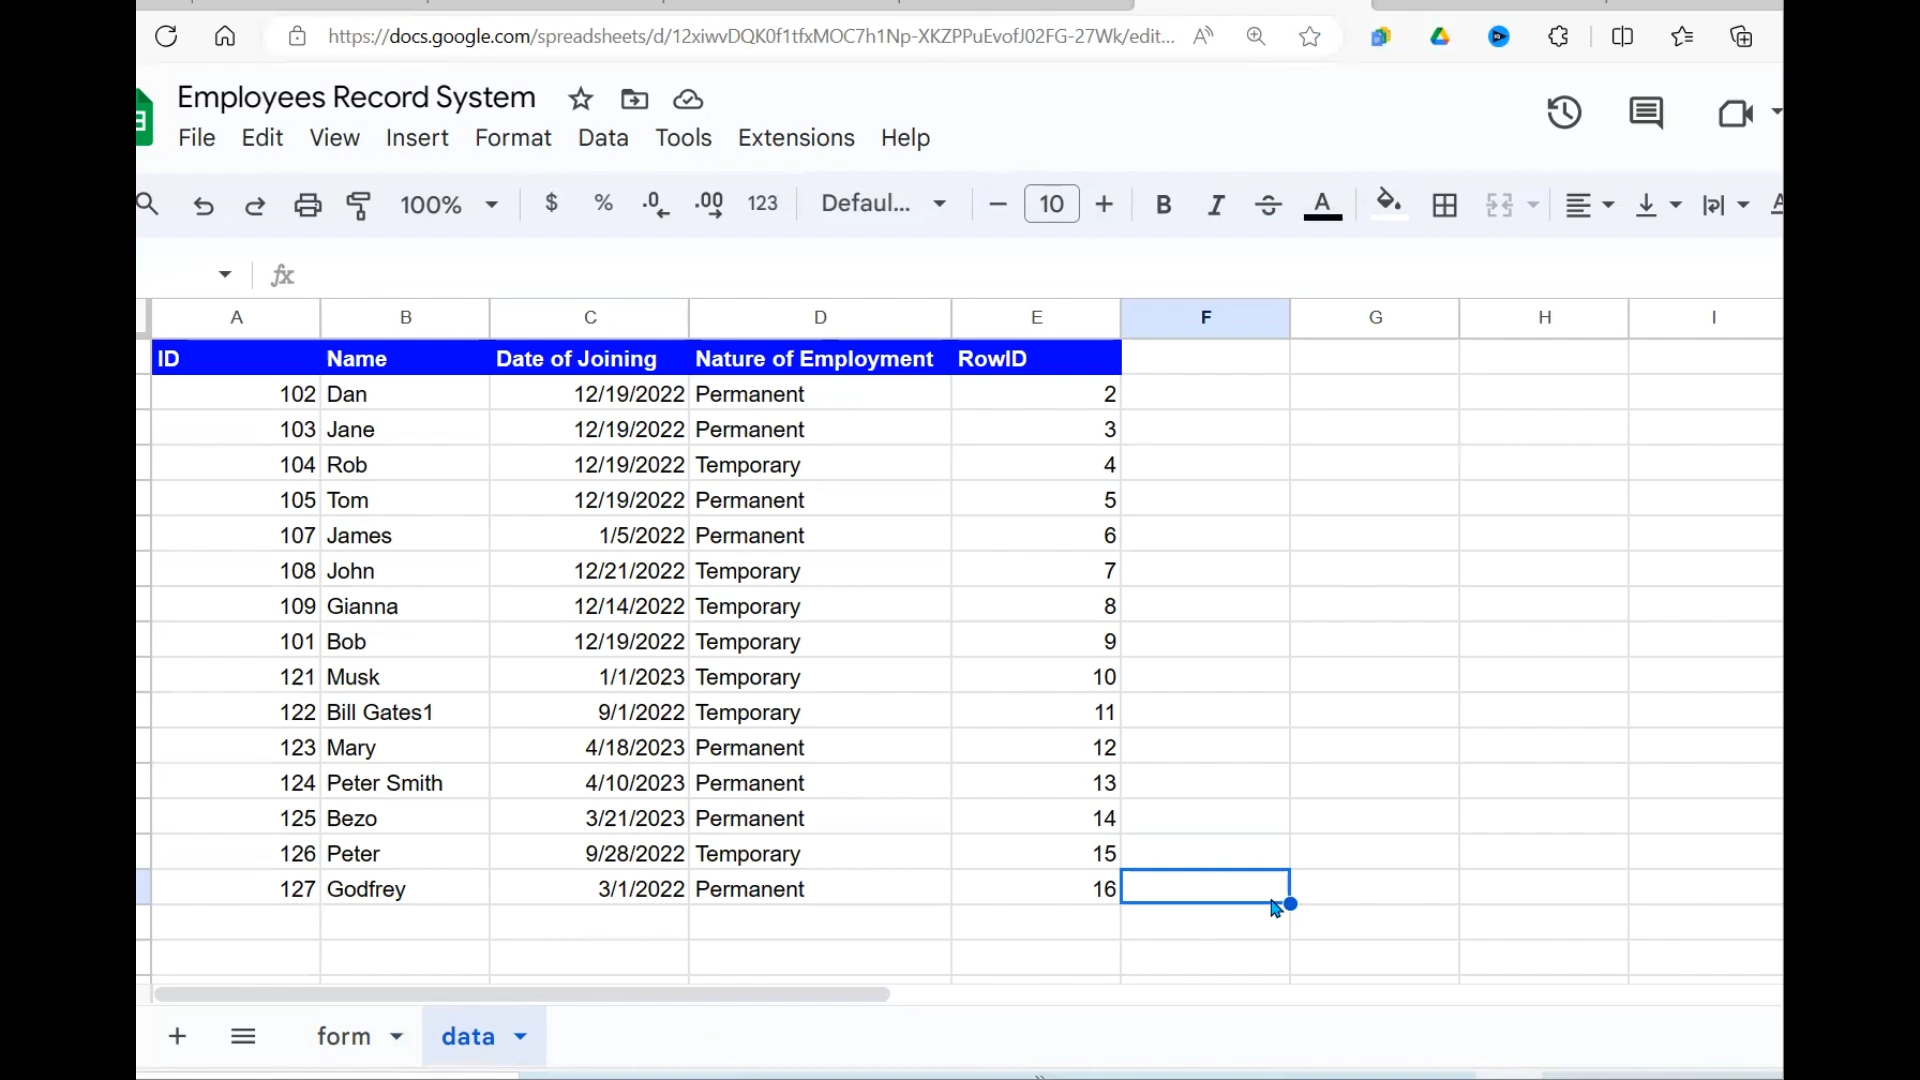 https://docs.google.com/spreadsheets/d/12xiwvDQK0f1tfxMOC7h1Np-XKZPPuEvofJ02FG-27Wk/edit...
Employees Record System
File Edit View Insert Format Data Tools Extensions Help
100% $ % .0 .00 123 Defaul... 10 B I S A
fx
A B C D E F G H I
ID Name Date of Joining Nature of Employment RowID
102 Dan 12/19/2022 Permanent 2
103 Jane 12/19/2022 Permanent 3
104 Rob 12/19/2022 Temporary 4
105 Tom 12/19/2022 Permanent 5
107 James 1/5/2022 Permanent 6
108 John 12/21/2022 Temporary 7
109 Gianna 12/14/2022 Temporary 8
101 Bob 12/19/2022 Temporary 9
121 Musk 1/1/2023 Temporary 10
122 Bill Gates1 9/1/2022 Temporary 11
123 Mary 4/18/2023 Permanent 12
124 Peter Smith 4/10/2023 Permanent 13
125 Bezo 3/21/2023 Permanent 14
126 Peter 9/28/2022 Temporary 15
127 Godfrey 3/1/2022 Permanent 16
form data